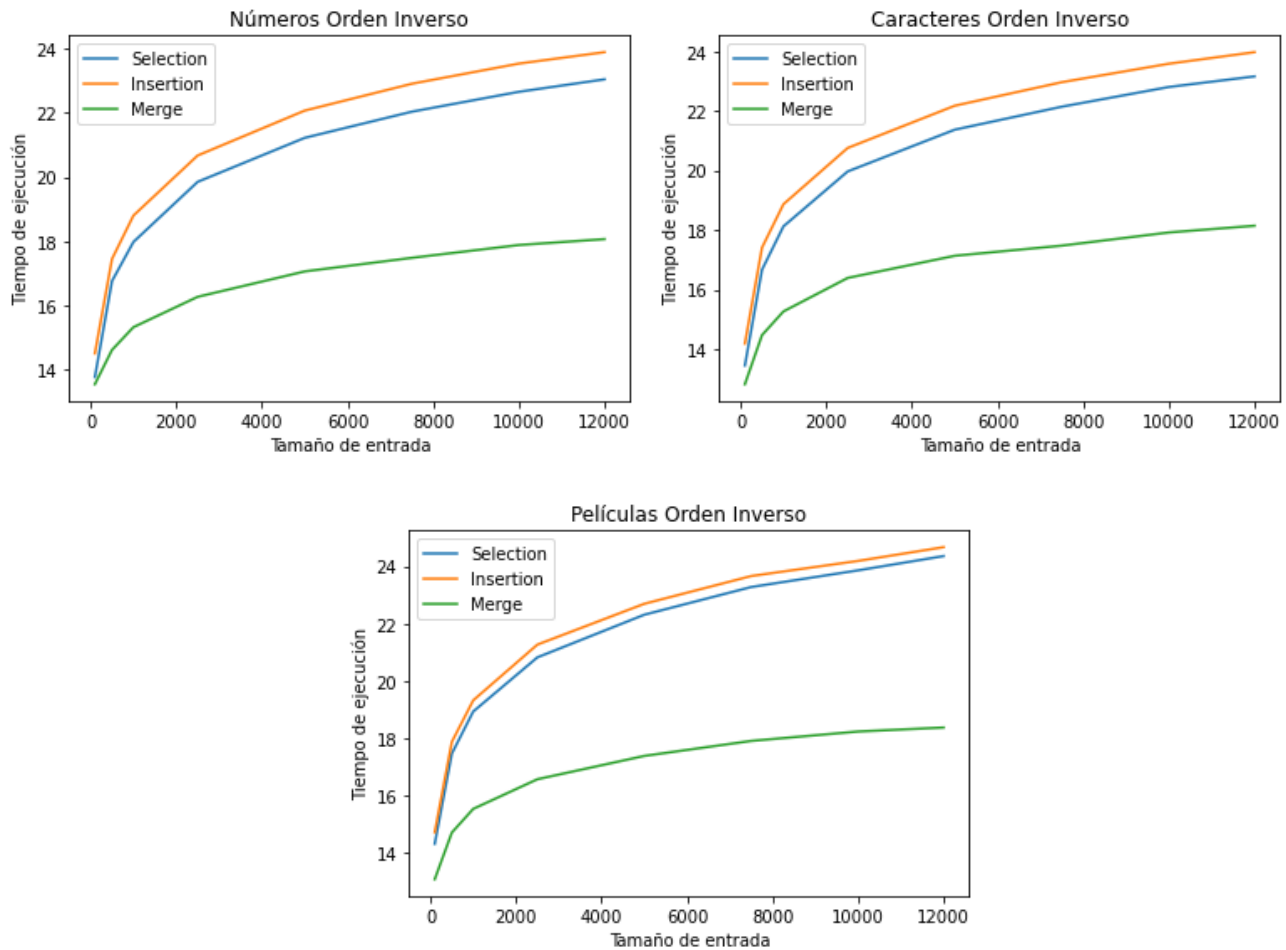 Números Orden Inverso
Selection
Insertion
Merge
24
22
20
18
16
14
Tiempo de ejecución
0 2000 4000 6000 8000 10000 12000
Tamaño de entrada
Caracteres Orden Inverso
Selection
Insertion
Merge
24
22
20
18
16
14
Tiempo de ejecución
0 2000 4000 6000 8000 10000 12000
Tamaño de entrada
Películas Orden Inverso
Selection
Insertion
Merge
24
22
20
18
16
14
Tiempo de ejecución
0 2000 4000 6000 8000 10000 12000
Tamaño de entrada